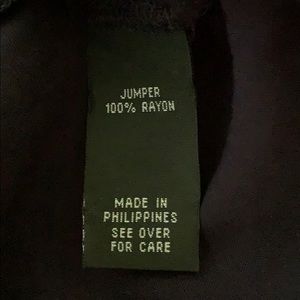 JUMPER
100% RAYON
MADE IN
PHILIPPINES
SEE OVER
FOR CARE